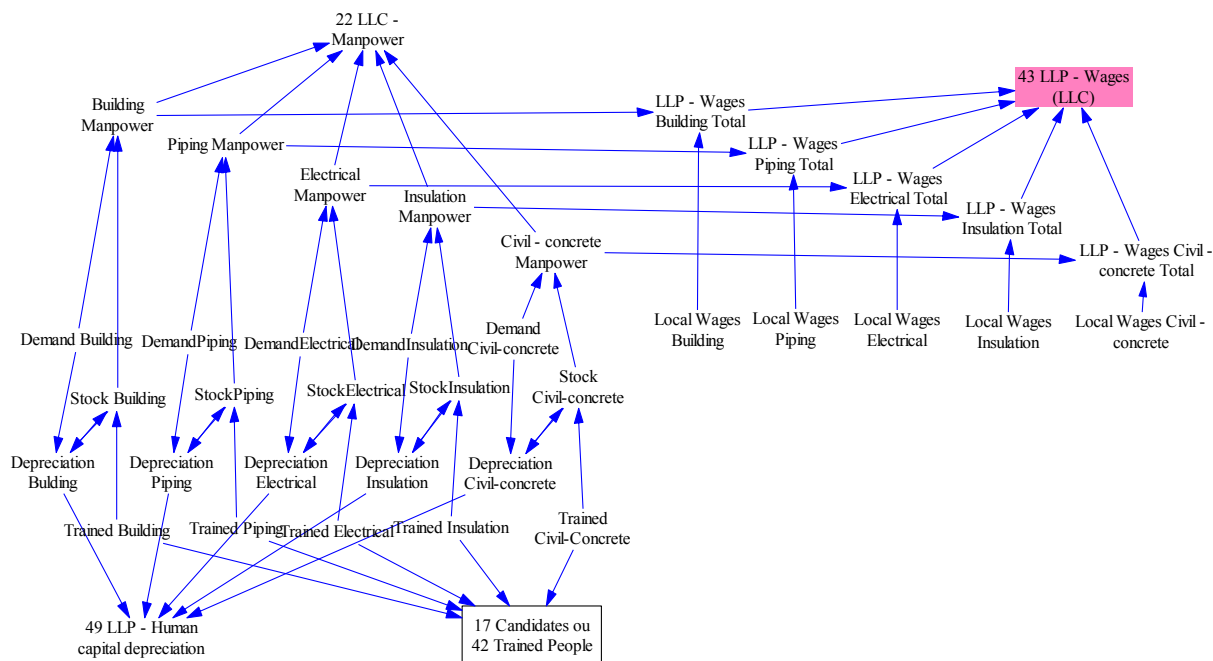 22 LLC -
Manpower
43 LLP - Wages
(LLC)
Building
Manpower
LLP - Wages
Building Total
Piping Manpower
LLP - Wages
Piping Total
Electrical
Manpower
LLP - Wages
Electrical Total
Insulation
Manpower
LLP - Wages
Insulation Total
Civil - concrete
Manpower
LLP - Wages Civil -
concrete Total
Local Wages
Building
Local Wages
Piping
Local Wages
Electrical
Local Wages
Insulation
Local Wages Civil -
concrete
Demand Building
DemandPiping
DemandElectrical
DemandInsulation
Demand
Civil-concrete
Stock Building
StockPiping
StockElectrical
StockInsulation
Stock
Civil-concrete
Depreciation
Bulding
Depreciation
Piping
Depreciation
Electrical
Depreciation
Insulation
Depreciation
Civil-concrete
Trained Building
Trained Piping
Trained Electrical
Trained Insulation
Trained
Civil-Concrete
49 LLP - Human
capital depreciation
17 Candidates ou
42 Trained People